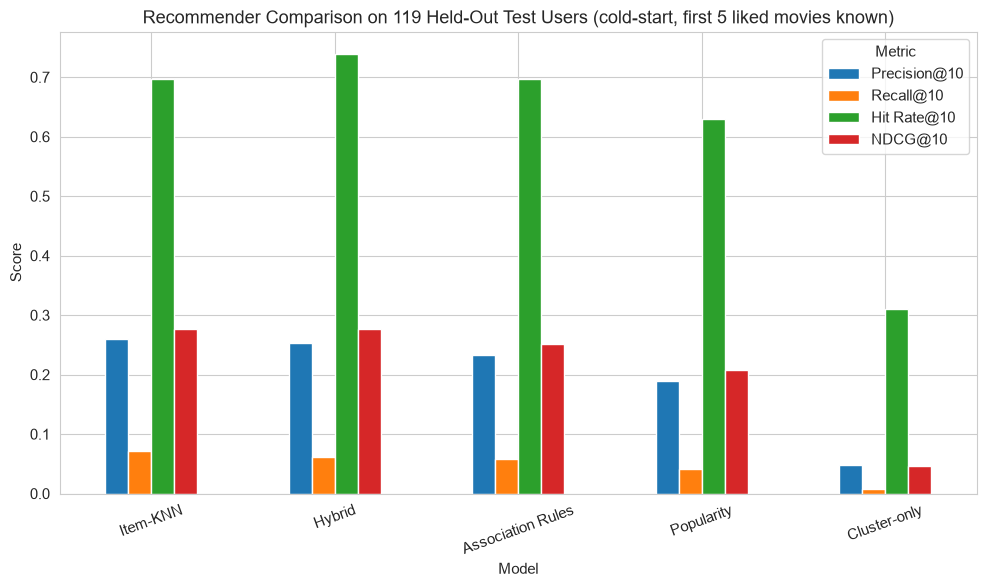 Recommender Comparison on 119 Held-Out Test Users (cold-start, first 5 liked movies known)
Metric
Precision@10
Recall@10
Hit Rate@10
NDCG@10
Score
0.7
0.6
0.5
0.4
0.3
0.2
0.1
0.0
Item-KNN
Hybrid
Association Rules
Popularity
Cluster-only
Model